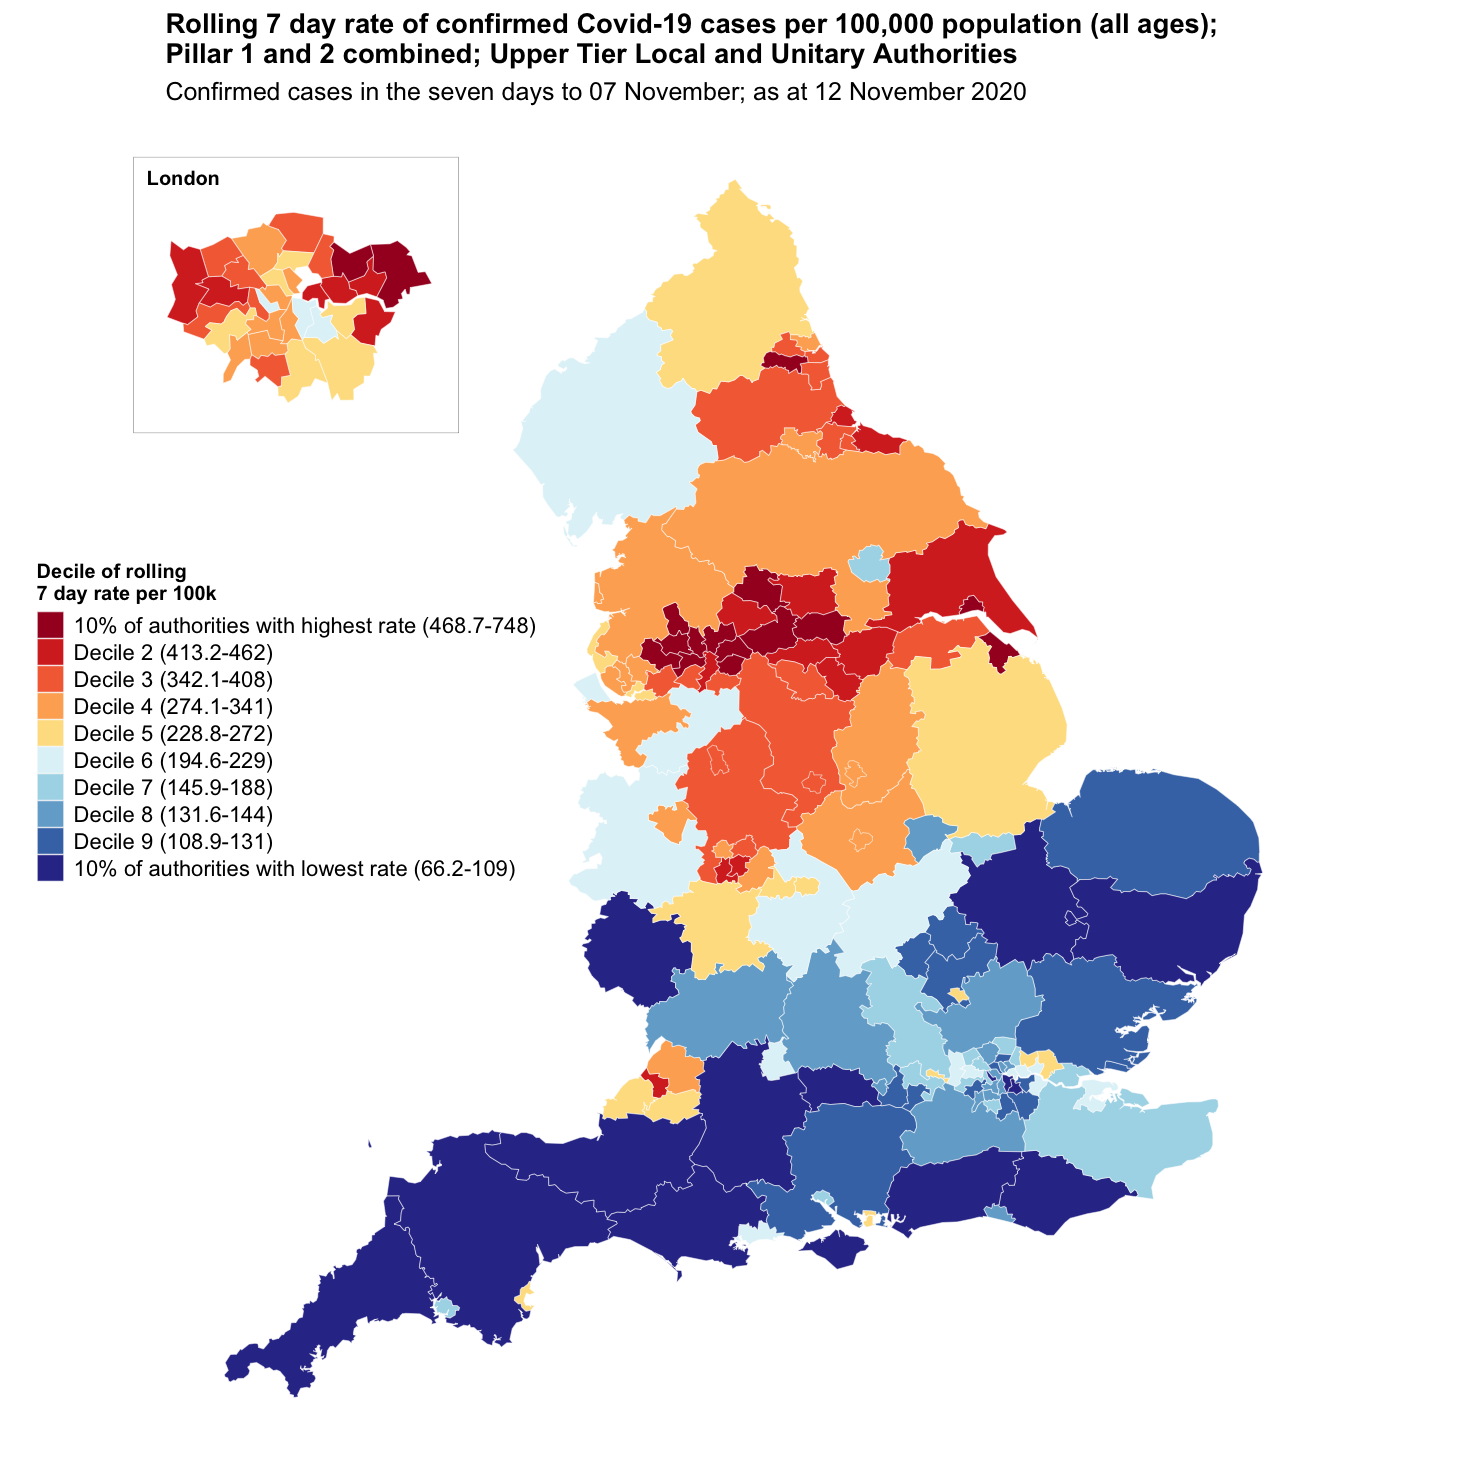 Rolling 7 day rate of confirmed Covid-19 cases per 100,000 population (all ages);
Pillar 1 and 2 combined; Upper Tier Local and Unitary Authorities
Confirmed cases in the seven days to 07 November; as at 12 November 2020
London
Decile of rolling
7 day rate per 100k
10% of authorities with highest rate (468.7-748)
Decile 2 (413.2-462)
Decile 3 (342.1-408)
Decile 4 (274.1-341)
Decile 5 (228.8-272)
Decile 6 (194.6-229)
Decile 7 (145.9-188)
Decile 8 (131.6-144)
Decile 9 (108.9-131)
10% of authorities with lowest rate (66.2-109)